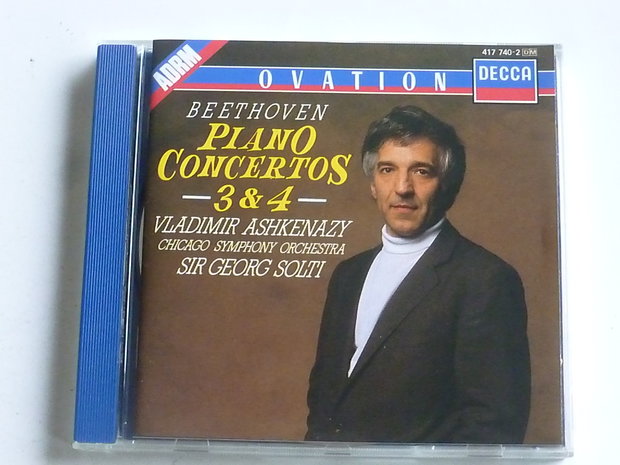 417 740-2 DM
ADRM
OVATION
DECCA
BEETHOVEN
PIANO
CONCERTOS
3 & 4
VLADIMIR ASHKENAZY
CHICAGO SYMPHONY ORCHESTRA
SIR GEORG SOLTI